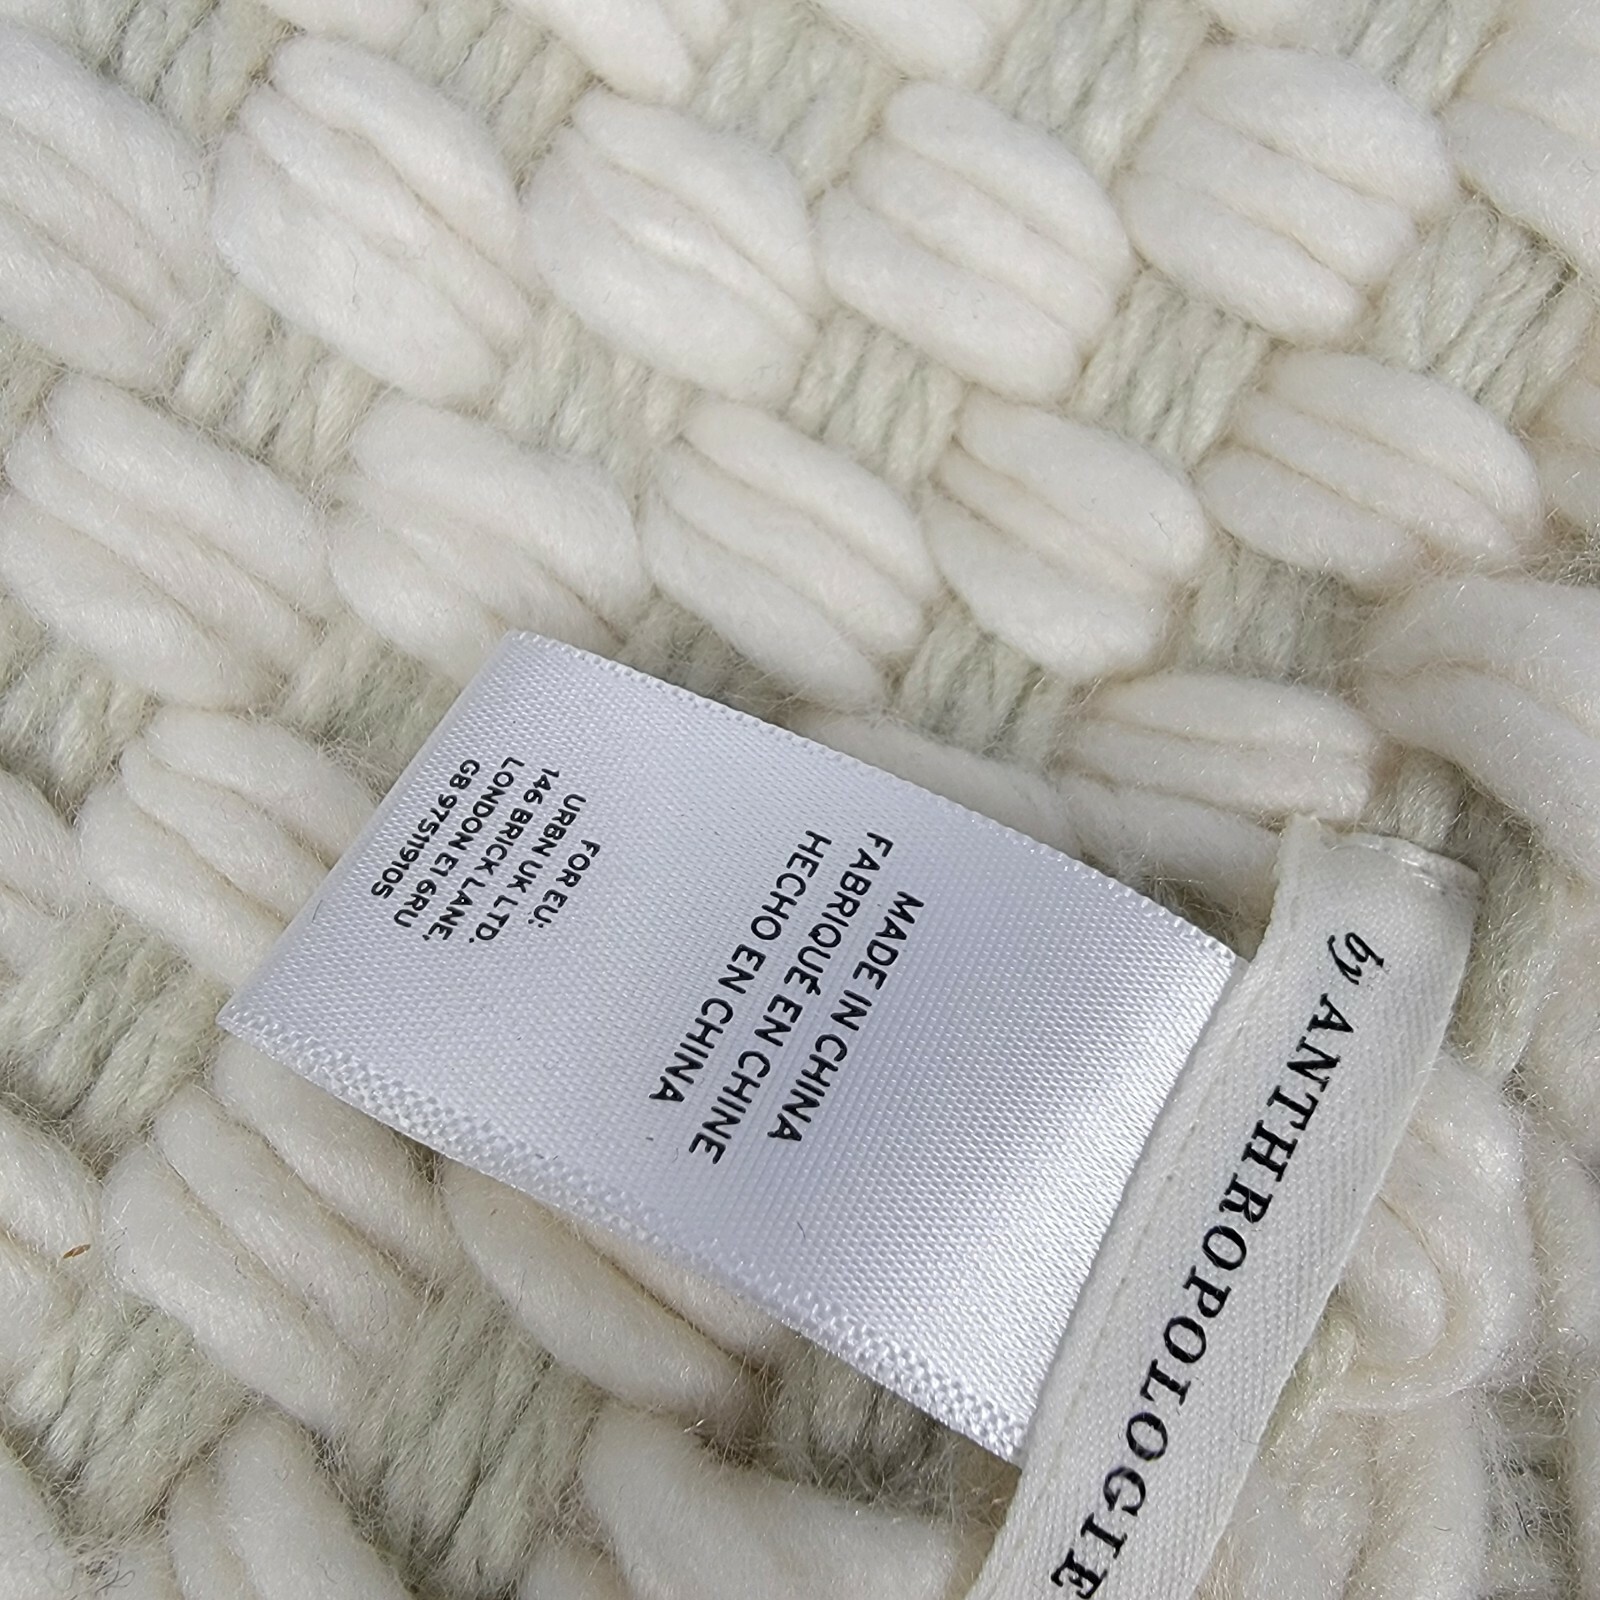 by ANTHROPOLOGIE
MADE IN CHINA
FABRIQUÉ EN CHINE
HECHO EN CHINA
FOR EU:
URBN UK LTD.
146 BRICK LANE,
LONDON E1 6RU
GB 975119105